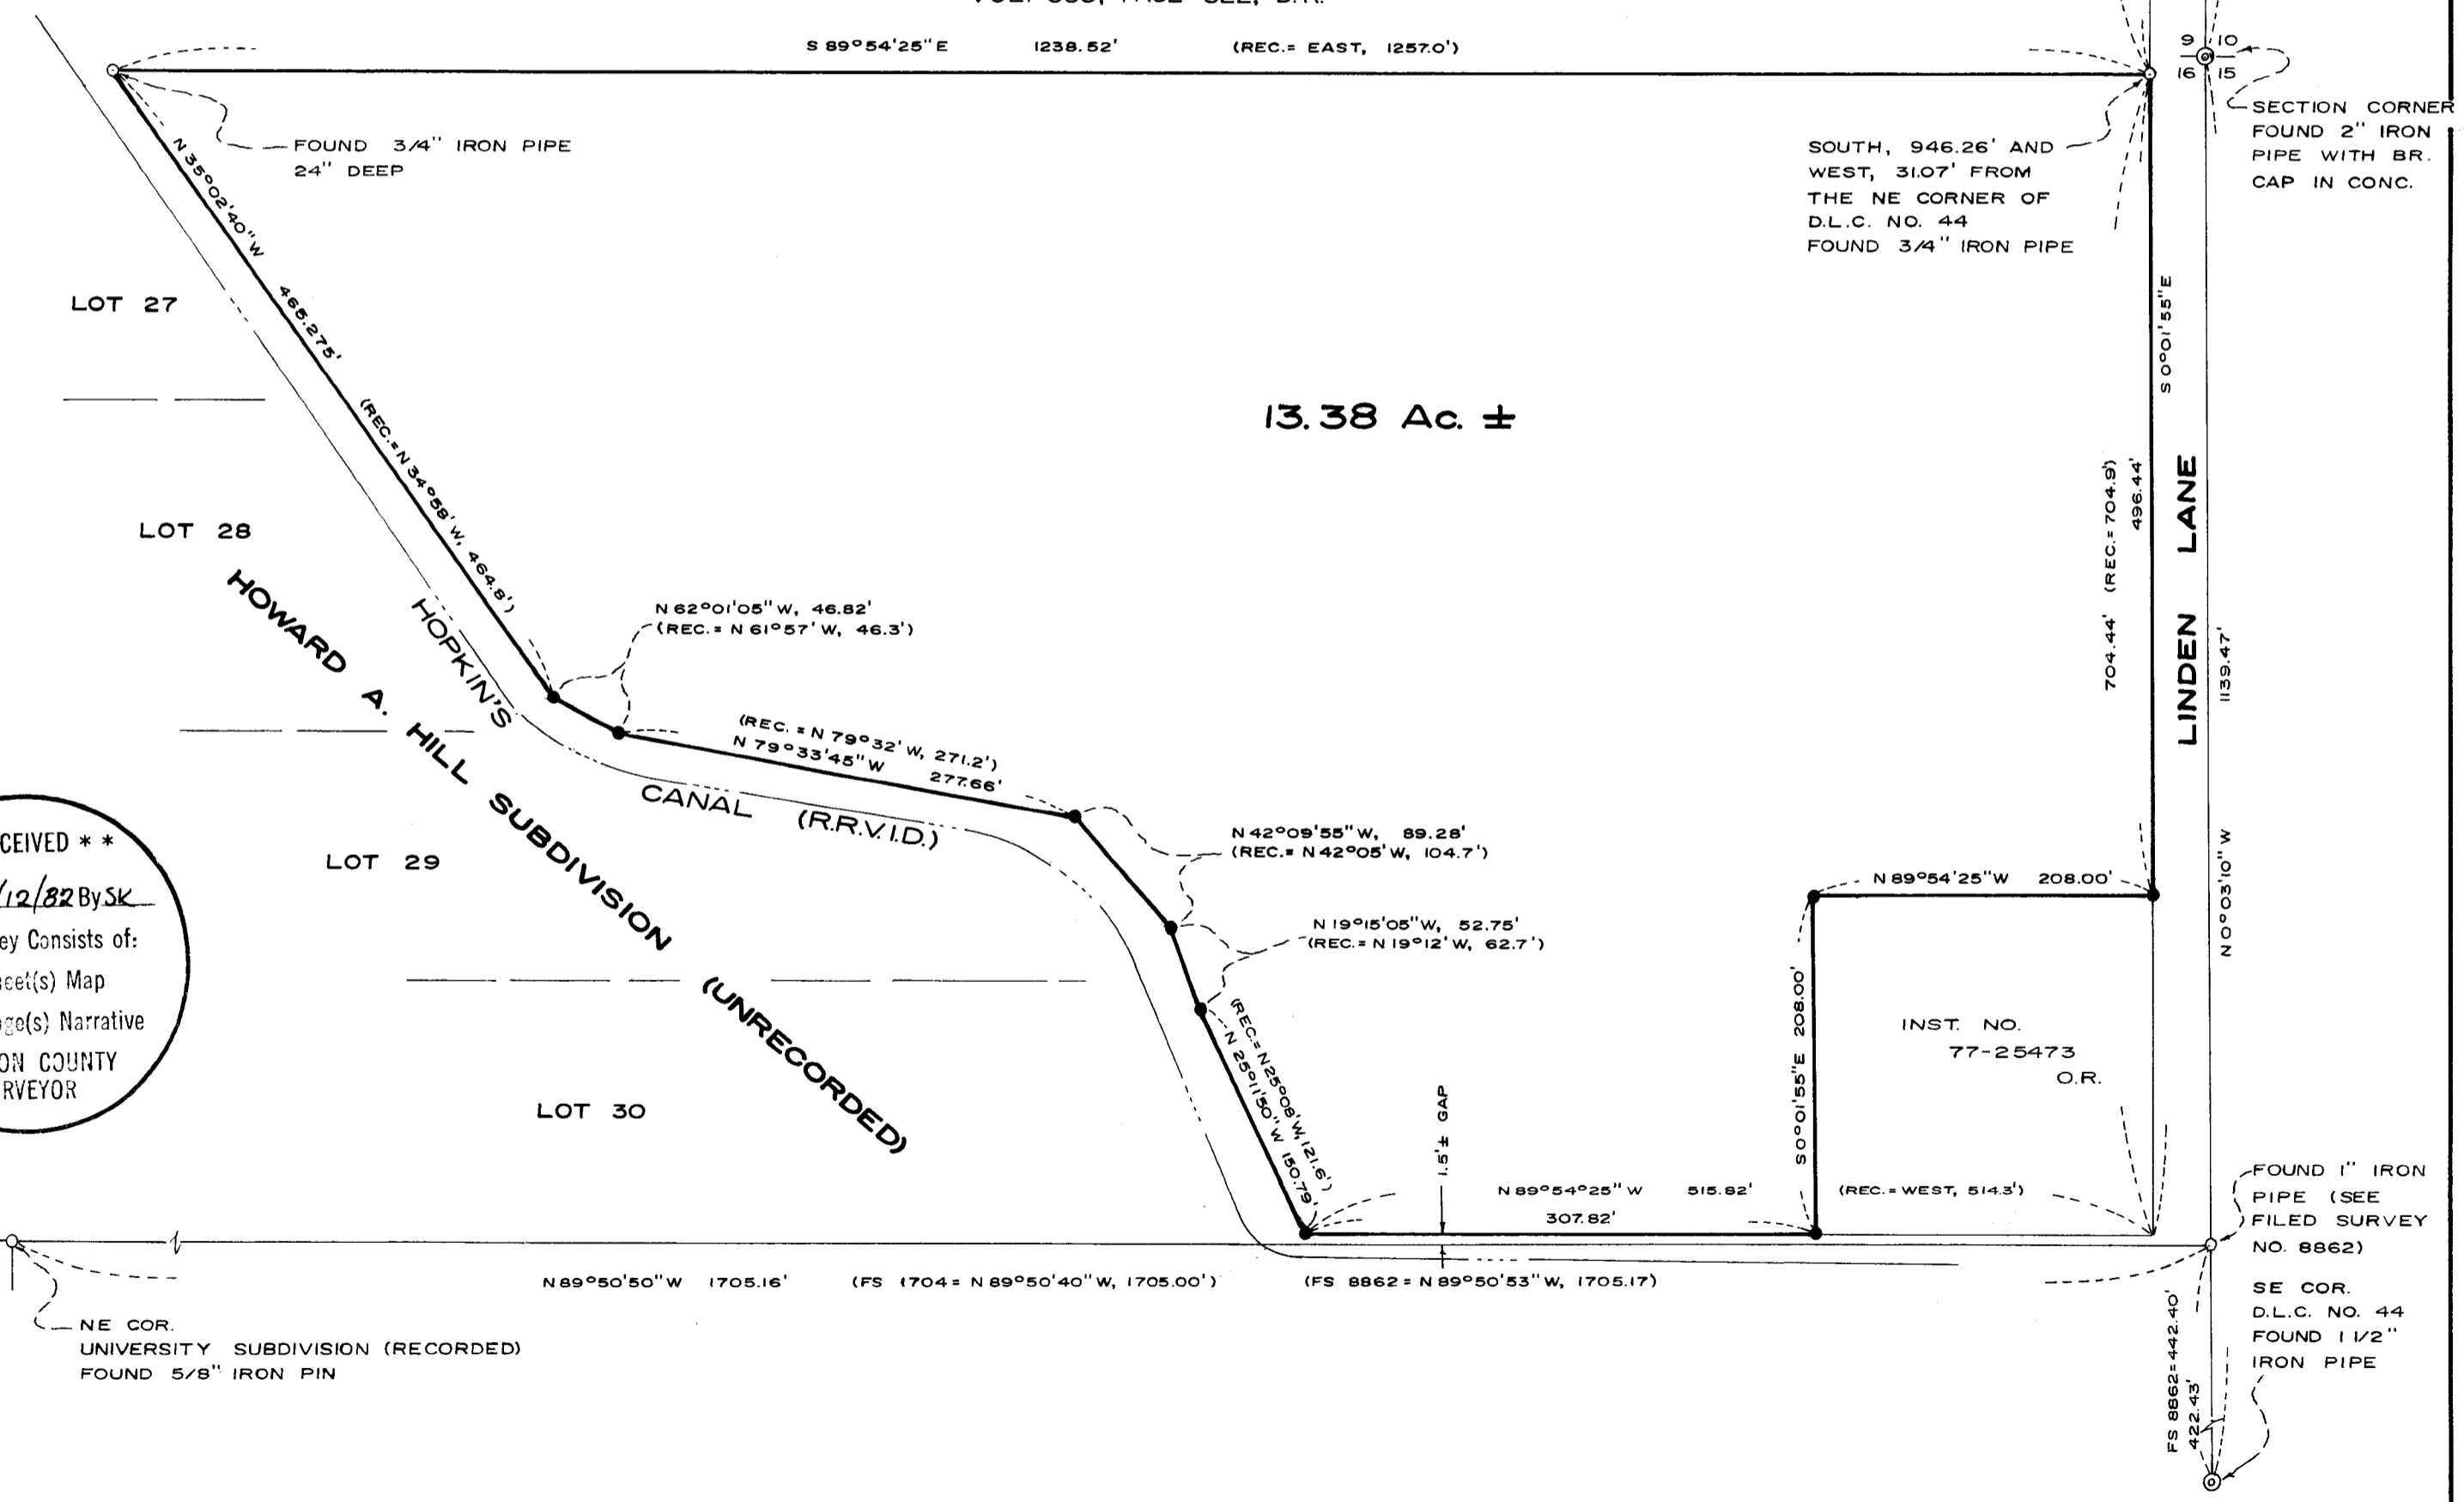 S 89°54'25" E 1238.52' (REC.= EAST, 1257.0')
9 10
16 15
SECTION CORNER
FOUND 2" IRON
PIPE WITH BR.
CAP IN CONC.
FOUND 3/4" IRON PIPE
24" DEEP
SOUTH, 946.26' AND
WEST, 31.07' FROM
THE NE CORNER OF
D.L.C. NO. 44
FOUND 3/4" IRON PIPE
N 35°02'40" W 465.275'
(REC.= N 34°58' W, 464.8')
LOT 27
13.38 Ac. ±
S 0°01'55" E
704.44' (REC.= 704.9')
496.44'
LINDEN LANE
1139.47'
N 0°03'10" W
LOT 28
HOWARD A. HILL SUBDIVISION (UNRECORDED)
HOPKIN'S
CANAL (R.R.V.I.D.)
N 62°01'05" W, 46.82'
(REC.= N 61°57' W, 46.3')
(REC. = N 79°32' W, 271.2')
N 79°33'45" W 277.66'
N 42°09'55" W, 89.28'
(REC.= N 42°05' W, 104.7')
LOT 29
CEIVED * *
/12/82 By SK
ey Consists of:
eet(s) Map
ge(s) Narrative
ON COUNTY
RVEYOR
N 19°15'05" W, 52.75'
(REC.= N 19°12' W, 62.7')
N 89°54'25" W 208.00'
S 0°01'55" E 208.00'
INST. NO.
77-25473
O.R.
(REC.= N 25°08' W, 121.6')
N 25°11'50" W 150.79'
LOT 30
1.5'± GAP
N 89°54°25" W 515.82' (REC.= WEST, 514.3')
307.82'
FOUND 1" IRON
PIPE (SEE
FILED SURVEY
NO. 8862)
N 89°50'50" W 1705.16' (FS 1704 = N 89°50'40" W, 1705.00') (FS 8862 = N 89°50'53" W, 1705.17)
NE COR.
UNIVERSITY SUBDIVISION (RECORDED)
FOUND 5/8" IRON PIN
SE COR.
D.L.C. NO. 44
FOUND 1 1/2"
IRON PIPE
FS 8862 = 442.40'
422.43'